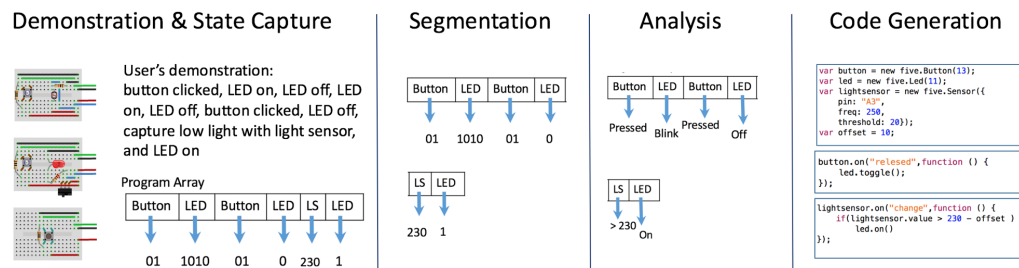 Demonstration & State Capture
User's demonstration:
button clicked, LED on, LED off, LED
on, LED off, button clicked, LED off,
capture low light with light sensor,
and LED on
Program Array
Button LED Button LED LS LED
01 1010 01 0 230 1
Segmentation
Button LED Button LED
01 1010 01 0
LS LED
230 1
Analysis
Button LED Button LED
Pressed Blink Pressed Off
LS LED
> 230 On
Code Generation
var button = new five.Button(13);
var led = new five.Led(11);
var lightsensor = new five.Sensor({
pin: "A3",
freq: 250,
threshold: 20});
var offset = 10;
button.on("relesed",function () {
led.toggle();
});
lightsensor.on("change",function () {
if(lightsensor.value > 230 - offset )
led.on()
});